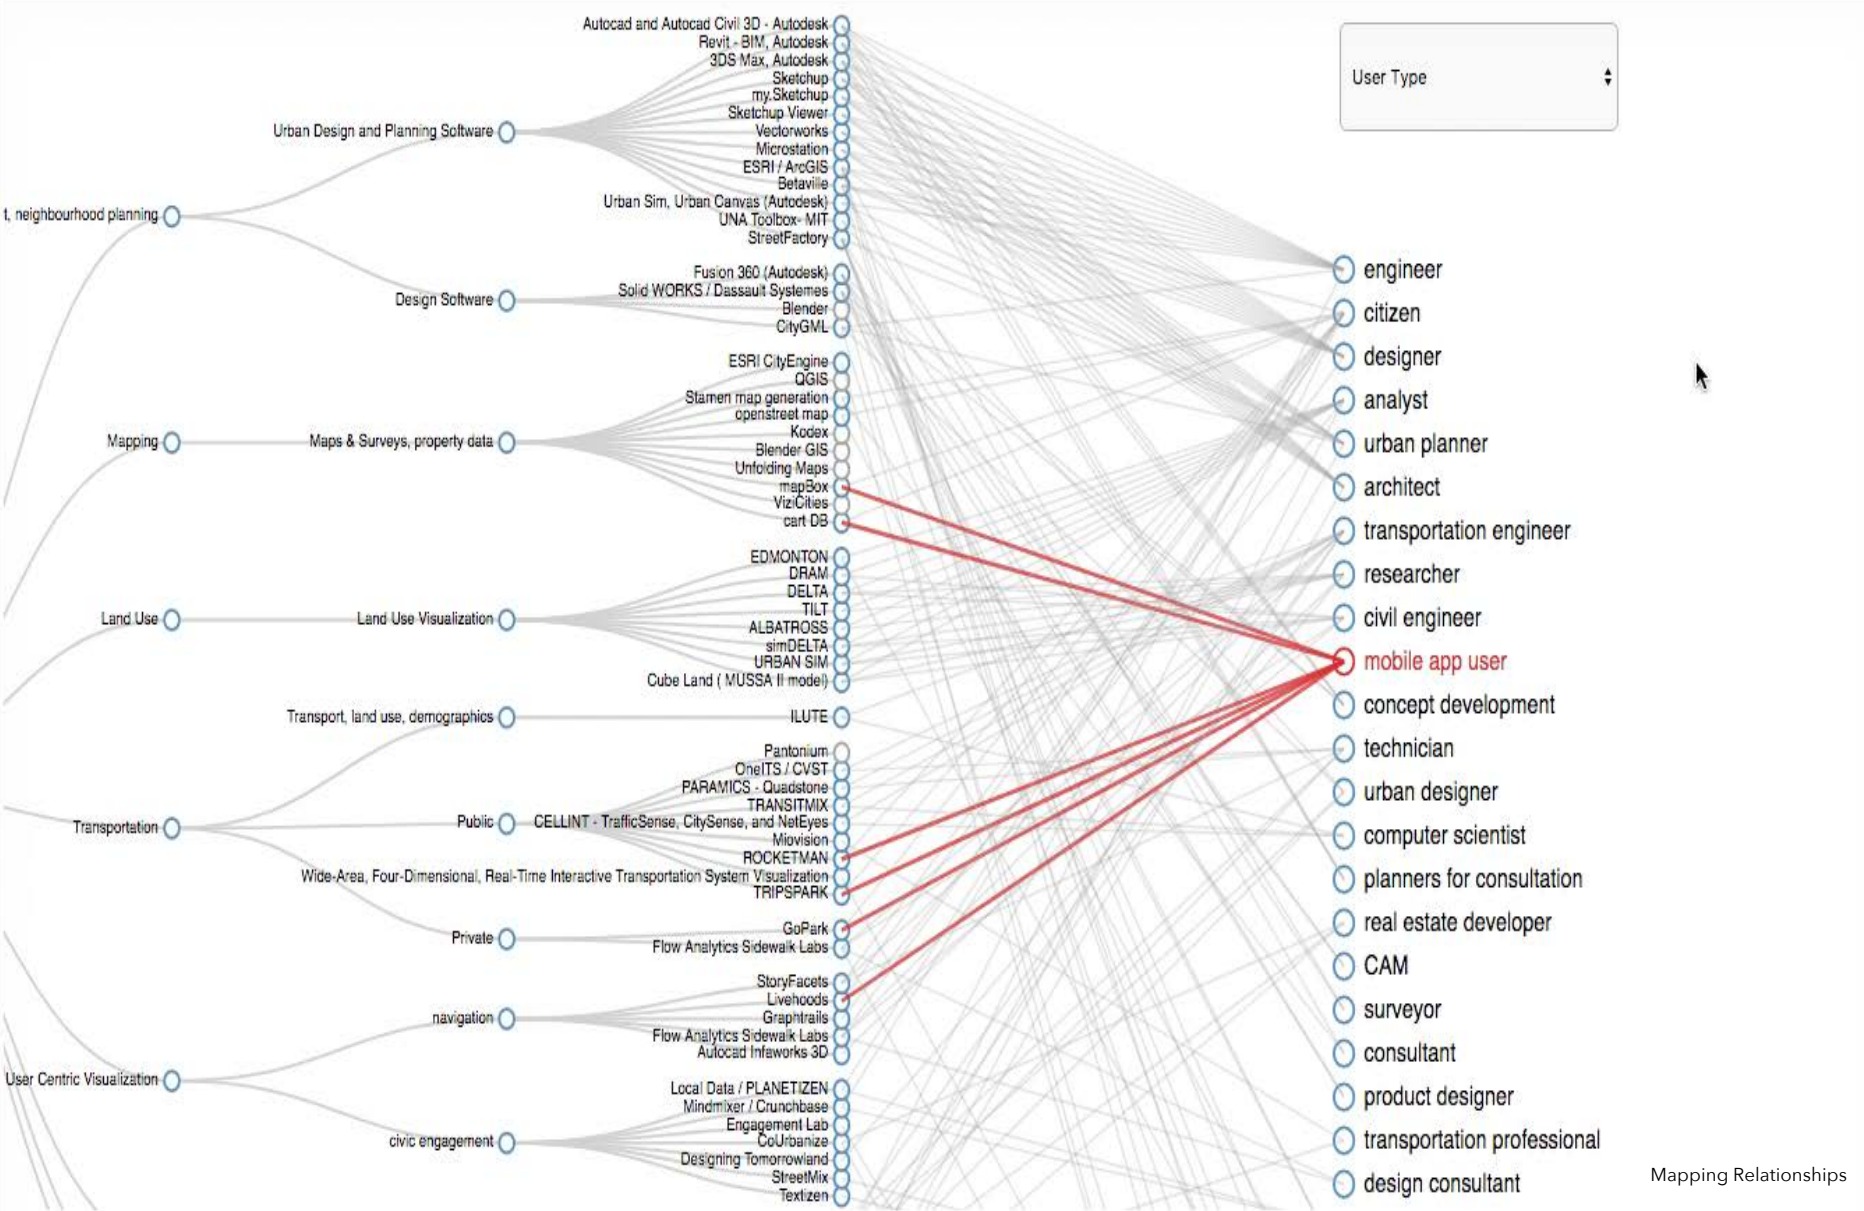 t, neighbourhood planning
Mapping
Land Use
Transportation
User Centric Visualization
Urban Design and Planning Software
Design Software
Maps & Surveys, property data
Land Use Visualization
Transport, land use, demographics
Public
Private
navigation
civic engagement
Autocad and Autocad Civil 3D - Autodesk
Revit - BIM, Autodesk
3DS Max, Autodesk
Sketchup
my.Sketchup
Sketchup Viewer
Vectorworks
Microstation
ESRI / ArcGIS
Betaville
Urban Sim, Urban Canvas (Autodesk)
UNA Toolbox- MIT
StreetFactory
Fusion 360 (Autodesk)
Solid WORKS / Dassault Systemes
Blender
CityGML
ESRI CityEngine
QGIS
Stamen map generation
openstreet map
Kodex
Blender GIS
Unfolding Maps
mapBox
ViziCities
cart DB
EDMONTON
DRAM
DELTA
TILT
ALBATROSS
simDELTA
URBAN SIM
Cube Land ( MUSSA II model)
ILUTE
Pantonium
OneITS / CVST
PARAMICS - Quadstone
TRANSITMIX
CELLINT - TrafficSense, CitySense, and NetEyes
Miovision
ROCKETMAN
Wide-Area, Four-Dimensional, Real-Time Interactive Transportation System Visualization
TRIPSPARK
GoPark
Flow Analytics Sidewalk Labs
StoryFacets
Livehoods
Graphtrails
Flow Analytics Sidewalk Labs
Autocad Infaworks 3D
Local Data / PLANETIZEN
Mindmixer / Crunchbase
Engagement Lab
CoUrbanize
Designing Tomorrowland
StreetMix
Textizen
User Type
engineer
citizen
designer
analyst
urban planner
architect
transportation engineer
researcher
civil engineer
mobile app user
concept development
technician
urban designer
computer scientist
planners for consultation
real estate developer
CAM
surveyor
consultant
product designer
transportation professional
design consultant
Mapping Relationships